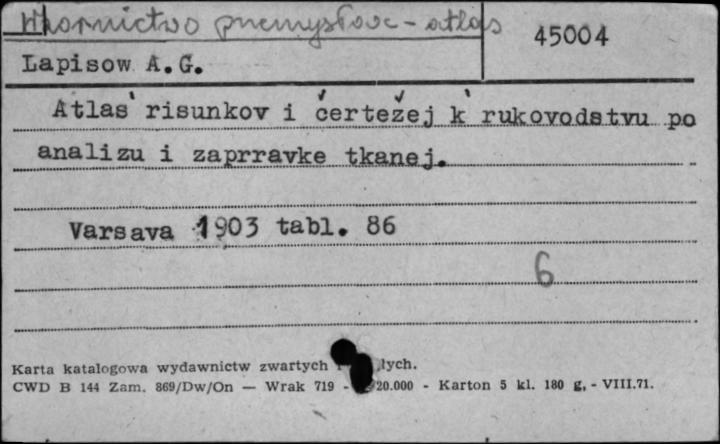 Wzornictwo przemysłowe - atlas
45004
Lapisow A.G.
Atlas' risunkov i čertežej k' rukovodstvu po
analizu i zaprravke tkanej.
Varsava 1903 tabl. 86
6
Karta katalogowa wydawnictw zwartych lych.
CWD B 144 Zam. 869/Dw/On — Wrak 719 - 20.000 - Karton 5 kl. 180 g. - VIII.71.